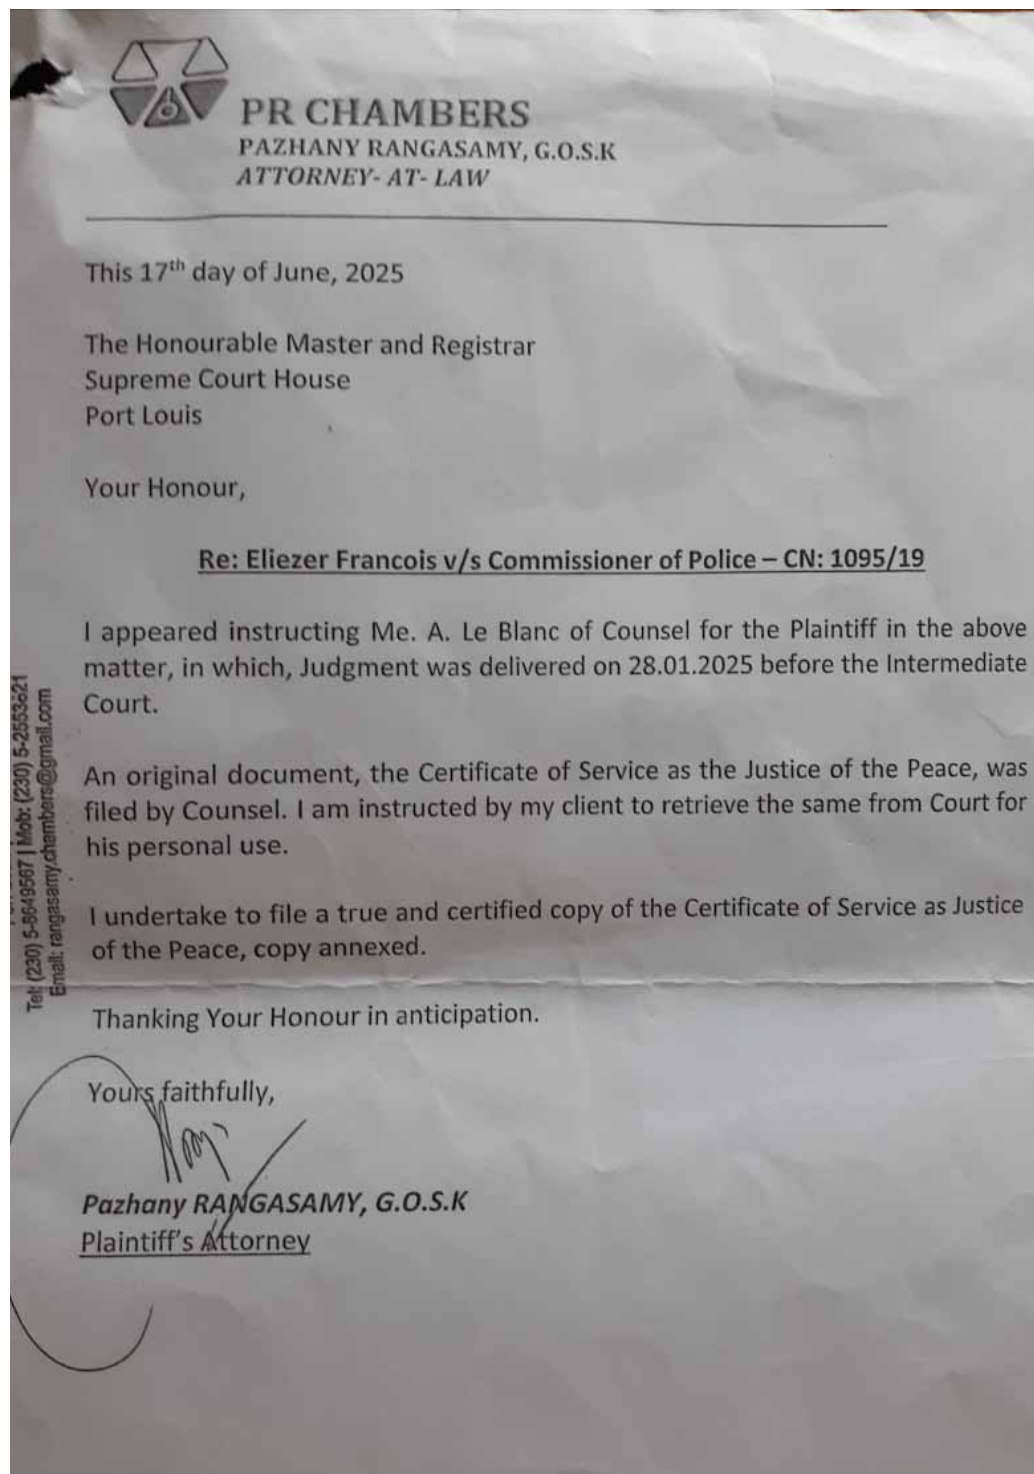 PR CHAMBERS
PAZHANY RANGASAMY, G.O.S.K
ATTORNEY- AT- LAW
This 17th day of June, 2025
The Honourable Master and Registrar
Supreme Court House
Port Louis
Your Honour,
Re: Eliezer Francois v/s Commissioner of Police – CN: 1095/19
I appeared instructing Me. A. Le Blanc of Counsel for the Plaintiff in the above
matter, in which, Judgment was delivered on 28.01.2025 before the Intermediate
Court.
An original document, the Certificate of Service as the Justice of the Peace, was
filed by Counsel. I am instructed by my client to retrieve the same from Court for
his personal use.
I undertake to file a true and certified copy of the Certificate of Service as Justice
of the Peace, copy annexed.
Thanking Your Honour in anticipation.
Yours faithfully,
Pazhany RANGASAMY, G.O.S.K
Plaintiff's Attorney
Tel: (230) 5-8649567 | Mob: (230)
Email: rangasamy.chambers@gmail.com